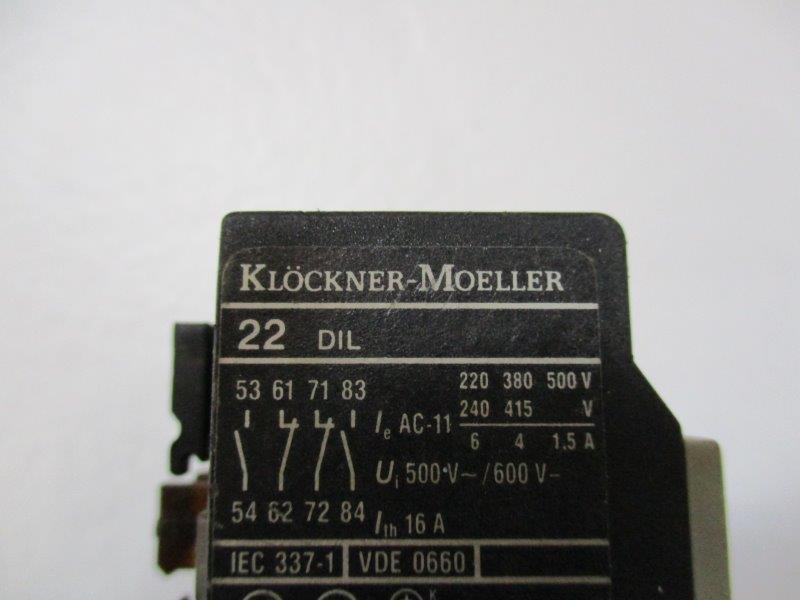 KLÖCKNER-MOELLER
22 DIL
53 61 71 83
220 380 500 V
240 415 V
Ie AC-11
6 4 1.5 A
Ui 500 V~/600 V-
54 62 72 84 Ith 16 A
IEC 337-1 VDE 0660
K